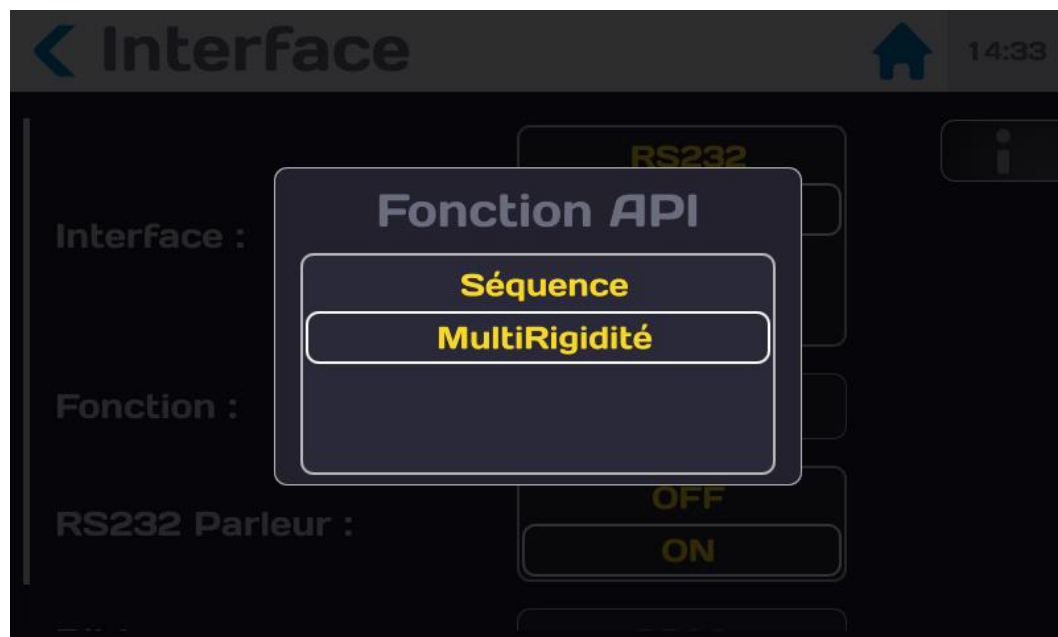 Interface
14:33
RS232
Fonction API
Interface :
Séquence
MultiRigidité
Fonction :
OFF
RS232 Parleur :
ON